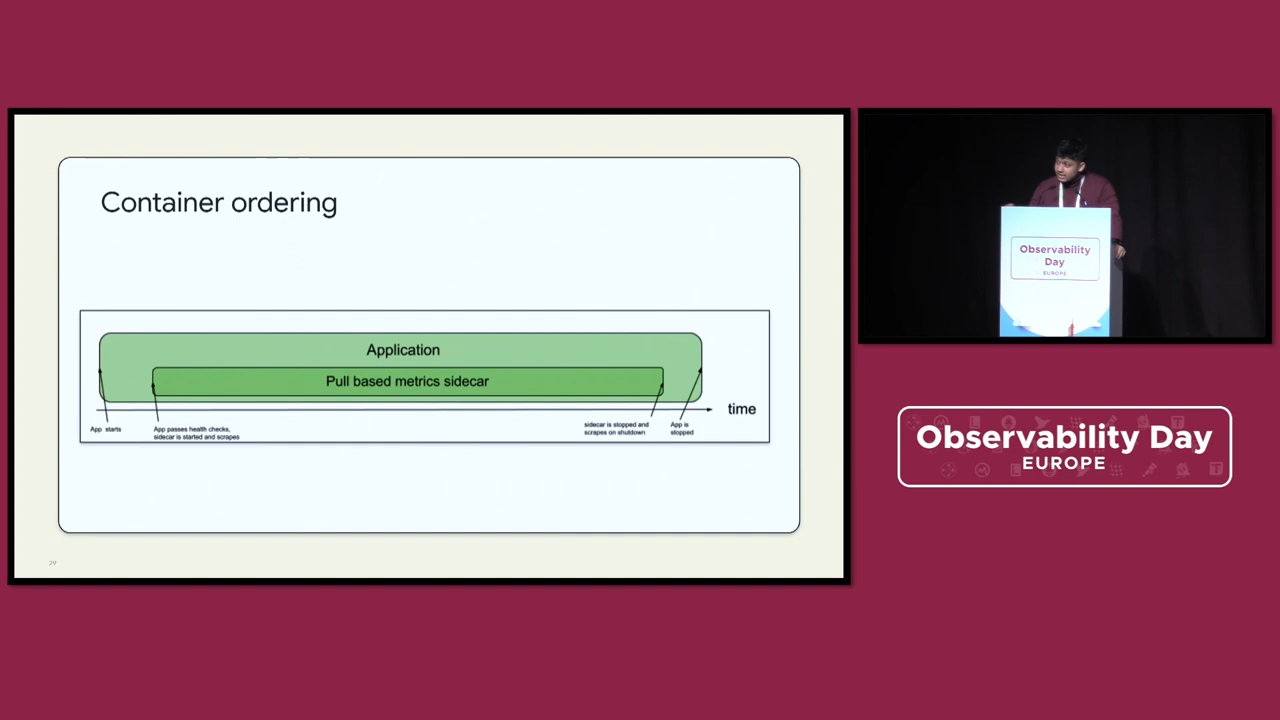 Container ordering
Application
Pull based metrics sidecar
time
App starts
App passes health checks,
sidecar is started and scrapes
sidecar is stopped and
scrapes on shutdown
App is
stopped
29
Observability
Day
EUROPE
Observability Day
EUROPE